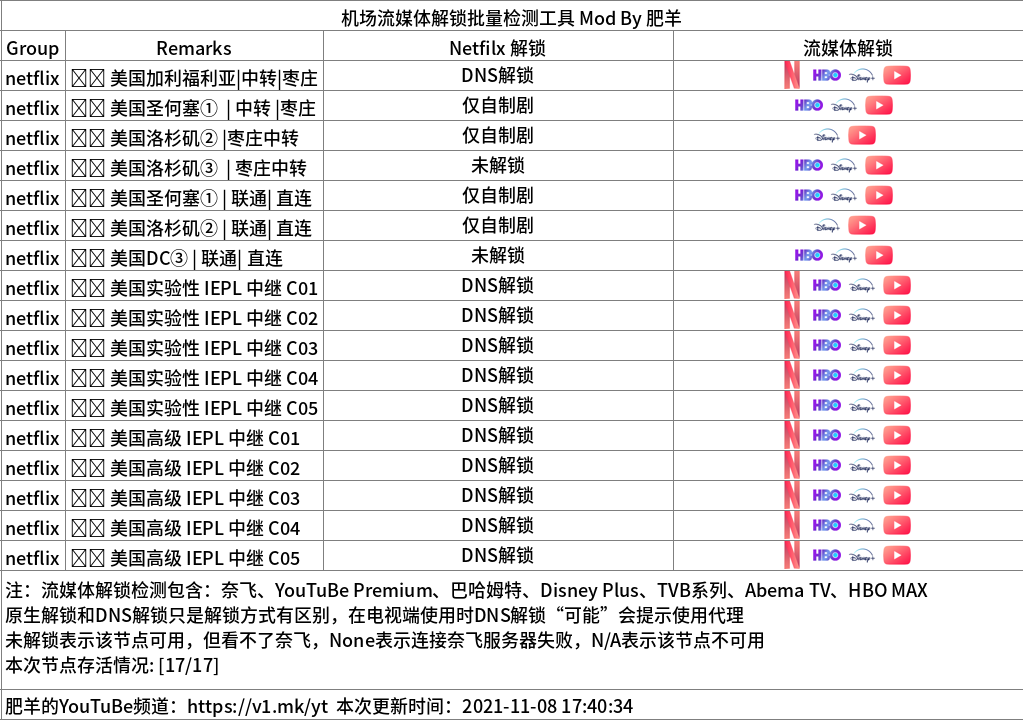 机场流媒体解锁批量检测工具 Mod By 肥羊
Group Remarks Netfilx 解锁 流媒体解锁
netflix 美国加利福利亚|中转|枣庄 DNS解锁 N HBO Disney+
netflix 美国圣何塞① | 中转 |枣庄 仅自制剧 HBO Disney+
netflix 美国洛杉矶② |枣庄中转 仅自制剧 Disney+
netflix 美国洛杉矶③ | 枣庄中转 未解锁 HBO Disney+
netflix 美国圣何塞① | 联通| 直连 仅自制剧 HBO Disney+
netflix 美国洛杉矶② | 联通| 直连 仅自制剧 Disney+
netflix 美国DC③ | 联通| 直连 未解锁 HBO Disney+
netflix 美国实验性 IEPL 中继 C01 DNS解锁 N HBO Disney+
netflix 美国实验性 IEPL 中继 C02 DNS解锁 N HBO Disney+
netflix 美国实验性 IEPL 中继 C03 DNS解锁 N HBO Disney+
netflix 美国实验性 IEPL 中继 C04 DNS解锁 N HBO Disney+
netflix 美国实验性 IEPL 中继 C05 DNS解锁 N HBO Disney+
netflix 美国高级 IEPL 中继 C01 DNS解锁 N HBO Disney+
netflix 美国高级 IEPL 中继 C02 DNS解锁 N HBO Disney+
netflix 美国高级 IEPL 中继 C03 DNS解锁 N HBO Disney+
netflix 美国高级 IEPL 中继 C04 DNS解锁 N HBO Disney+
netflix 美国高级 IEPL 中继 C05 DNS解锁 N HBO Disney+
注：流媒体解锁检测包含：奈飞、YouTuBe Premium、巴哈姆特、Disney Plus、TVB系列、Abema TV、HBO MAX
原生解锁和DNS解锁只是解锁方式有区别，在电视端使用时DNS解锁“可能”会提示使用代理
未解锁表示该节点可用，但看不了奈飞，None表示连接奈飞服务器失败，N/A表示该节点不可用
本次节点存活情况: [17/17]
肥羊的YouTuBe频道：https://v1.mk/yt 本次更新时间：2021-11-08 17:40:34